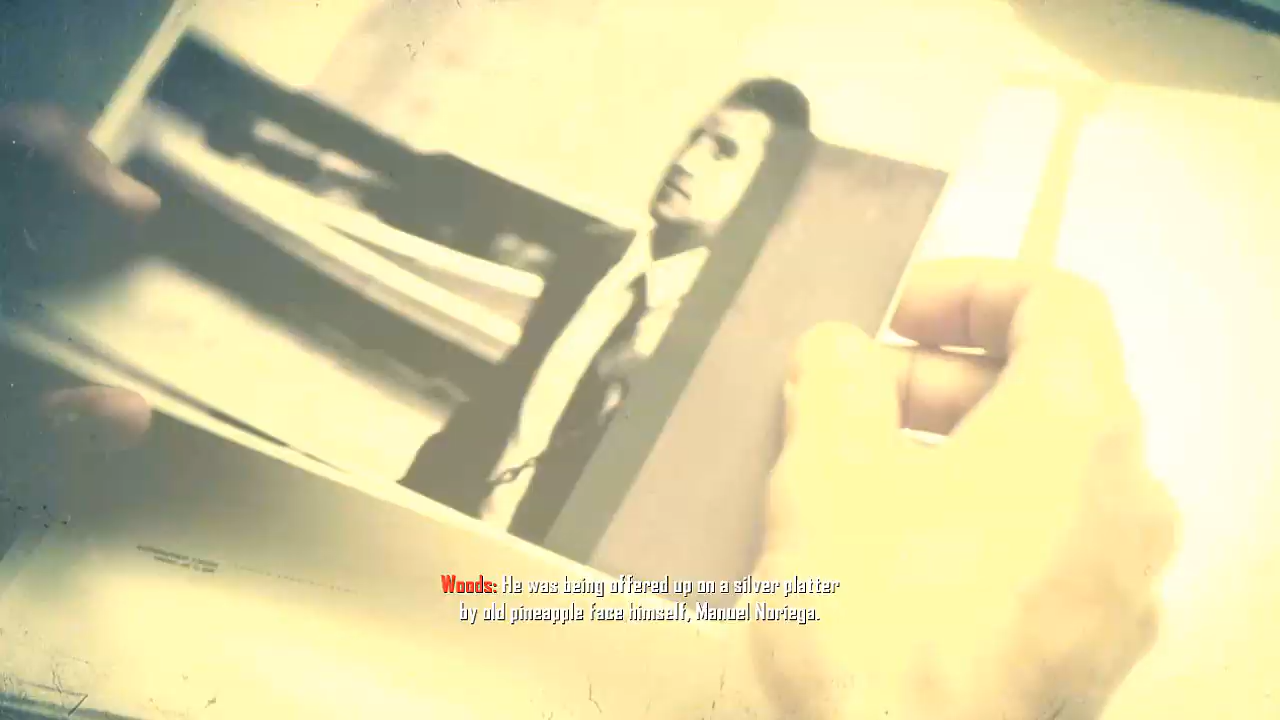 Woods: He was being offered up on a silver platter
by old pineapple face himself, Manuel Noriega.